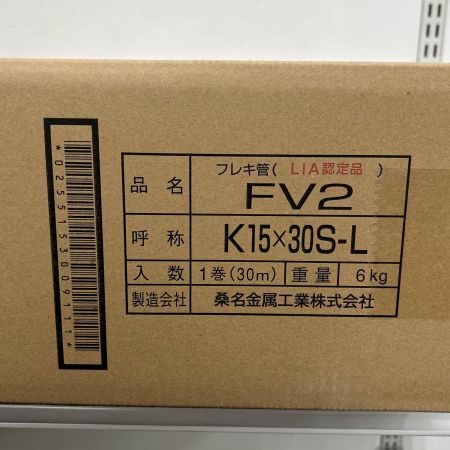 フレキ管( LIA認定品 )
品名 FV2
呼称 K15×30S-L
入数 1巻(30m) 重量 6kg
製造会社 桑名金属工業株式会社
*0255153009111*